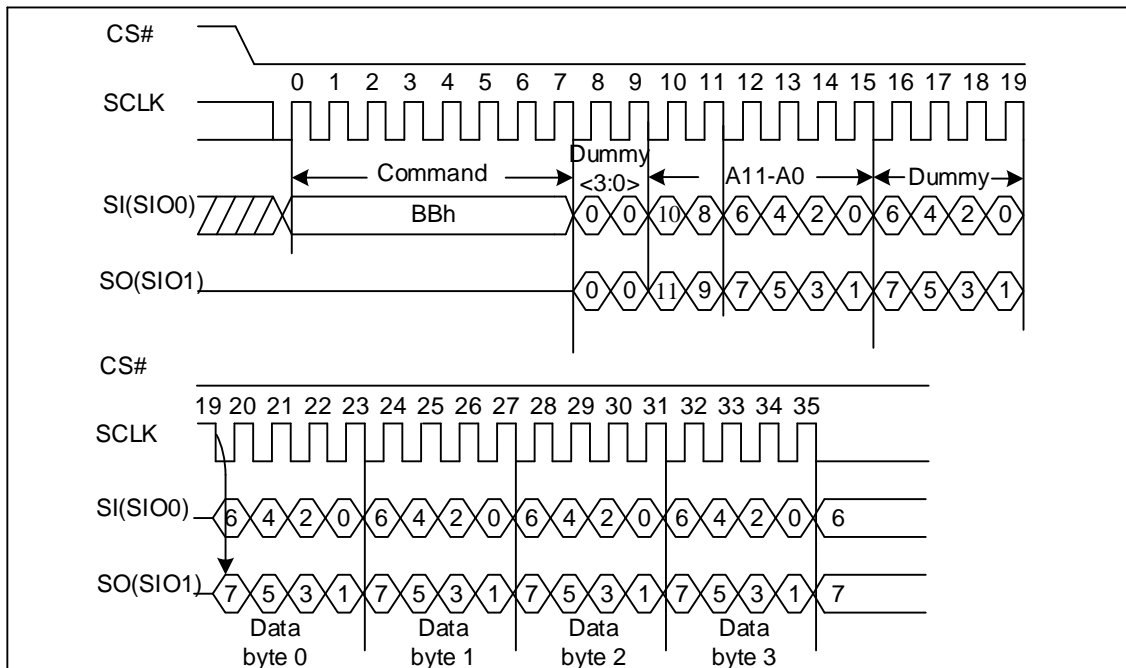 CS#
0 1 2 3 4 5 6 7 8 9 10 11 12 13 14 15 16 17 18 19
SCLK
Dummy
<3:0>
Command
A11-A0
Dummy
SI(SIO0)
BBh
0 0 10 8 6 4 2 0 6 4 2 0
SO(SIO1)
0 0 11 9 7 5 3 1 7 5 3 1
CS#
19 20 21 22 23 24 25 26 27 28 29 30 31 32 33 34 35
SCLK
SI(SIO0)
6 4 2 0 6 4 2 0 6 4 2 0 6 4 2 0 6
SO(SIO1)
7 5 3 1 7 5 3 1 7 5 3 1 7 5 3 1 7
Data
byte 0
Data
byte 1
Data
byte 2
Data
byte 3